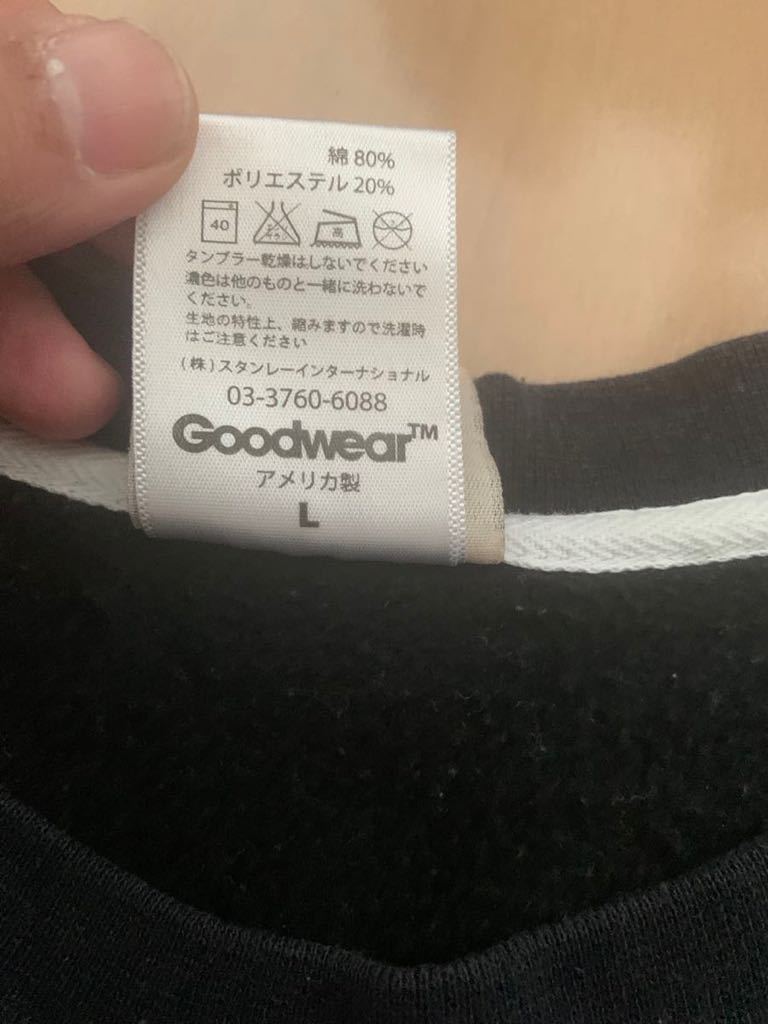 綿 80%
ポリエステル 20%
40
高
タンブラー乾燥はしないでください
濃色は他のものと一緒に洗わないで
ください。
生地の特性上、縮みますので洗濯時
はご注意ください
(株)スタンレーインターナショナル
03-3760-6088
Goodwear™
アメリカ製
L